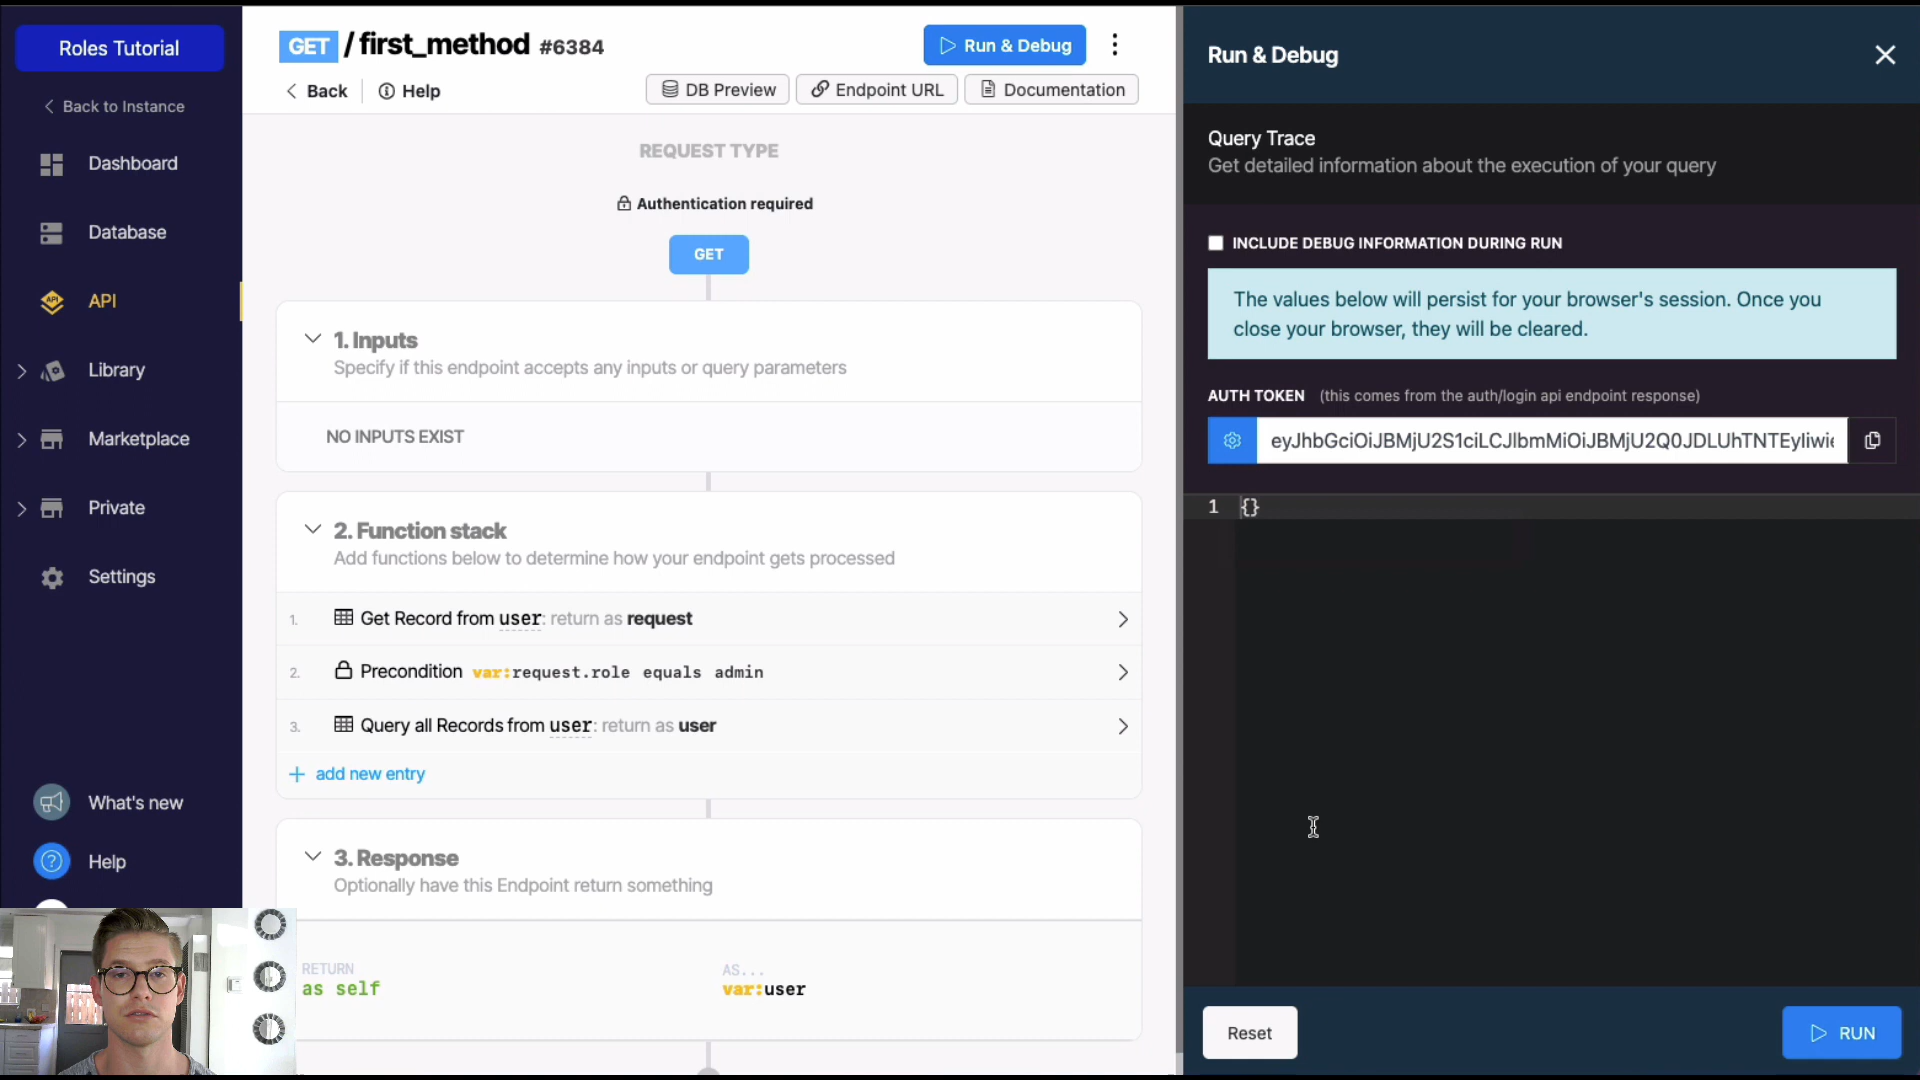 Roles Tutorial
Back to Instance
Dashboard
Database
API
Library
Marketplace
Private
Settings
What's new
Help
GET /first_method #6384
Run & Debug
Back
Help
DB Preview
Endpoint URL
Documentation
REQUEST TYPE
Authentication required
GET
1. Inputs
Specify if this endpoint accepts any inputs or query parameters
NO INPUTS EXIST
2. Function stack
Add functions below to determine how your endpoint gets processed
1. Get Record from user: return as request
2. Precondition var:request.role equals admin
3. Query all Records from user: return as user
add new entry
3. Response
Optionally have this Endpoint return something
RETURN
as self
AS...
var:user
Run & Debug
Query Trace
Get detailed information about the execution of your query
INCLUDE DEBUG INFORMATION DURING RUN
The values below will persist for your browser's session. Once you
close your browser, they will be cleared.
AUTH TOKEN (this comes from the auth/login api endpoint response)
1 {}
Reset
RUN